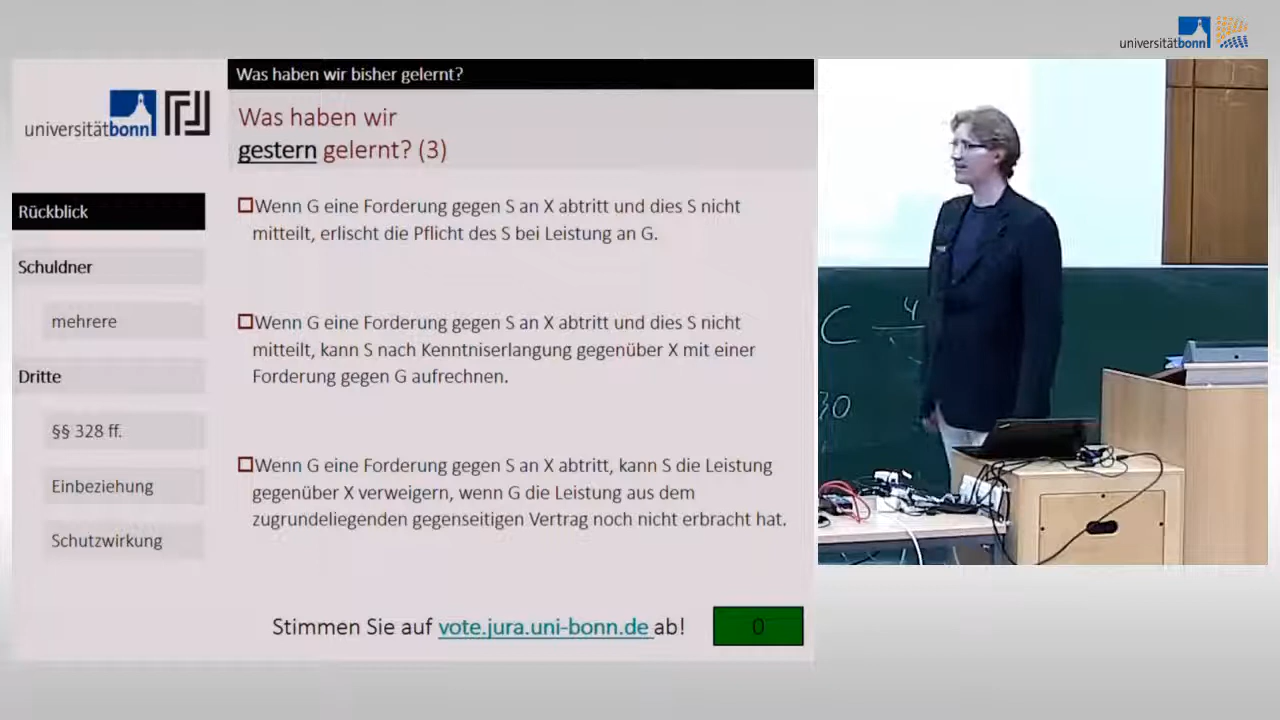 universitätbonn
Was haben wir bisher gelernt?
universitätbonn
Was haben wir
gestern gelernt? (3)
Rückblick
Schuldner
mehrere
Dritte
§§ 328 ff.
Einbeziehung
Schutzwirkung
Wenn G eine Forderung gegen S an X abtritt und dies S nicht
mitteilt, erlischt die Pflicht des S bei Leistung an G.
Wenn G eine Forderung gegen S an X abtritt und dies S nicht
mitteilt, kann S nach Kenntniserlangung gegenüber X mit einer
Forderung gegen G aufrechnen.
Wenn G eine Forderung gegen S an X abtritt, kann S die Leistung
gegenüber X verweigern, wenn G die Leistung aus dem
zugrundeliegenden gegenseitigen Vertrag noch nicht erbracht hat.
Stimmen Sie auf vote.jura.uni-bonn.de ab!
0
C 4
30